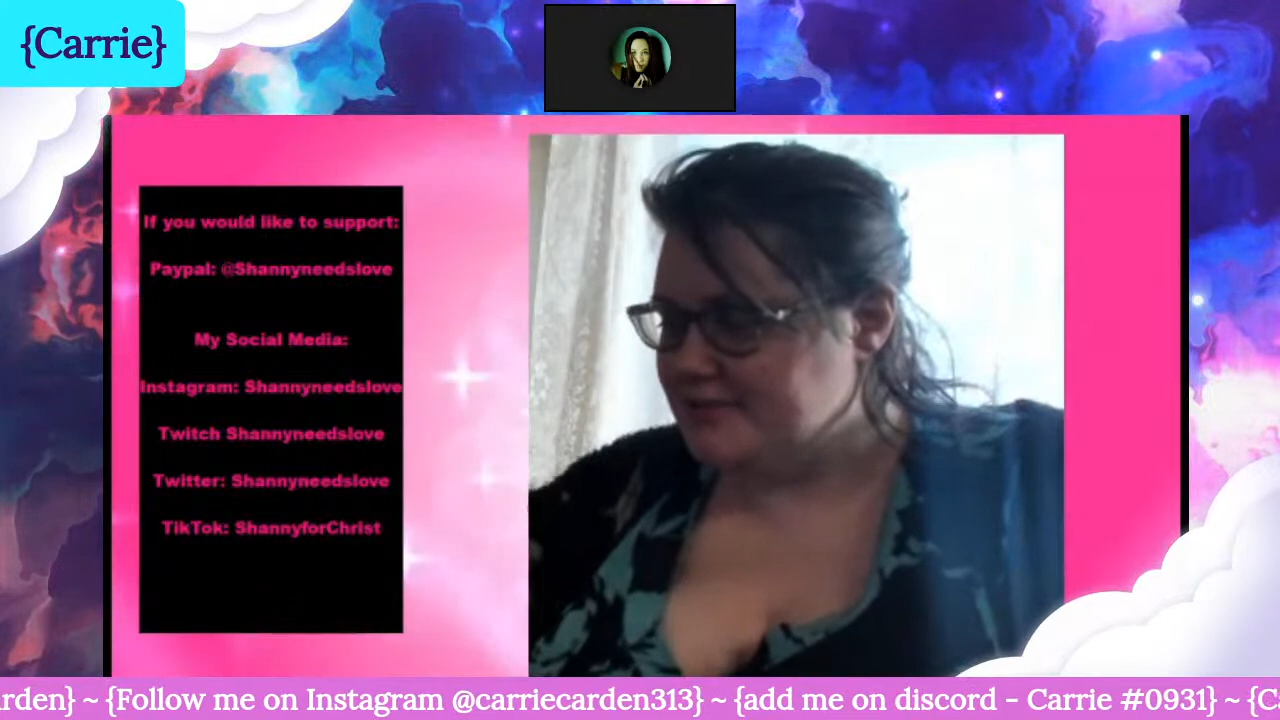 {Carrie}
If you would like to support:
Paypal: @Shannyneedslove
My Social Media:
Instagram: Shannyneedslove
Twitch Shannyneedslove
Twitter: Shannyneedslove
TikTok: ShannyforChrist
rden} ~ {Follow me on Instagram @carriecarden313} ~ {add me on discord - Carrie #0931} ~ {Ca